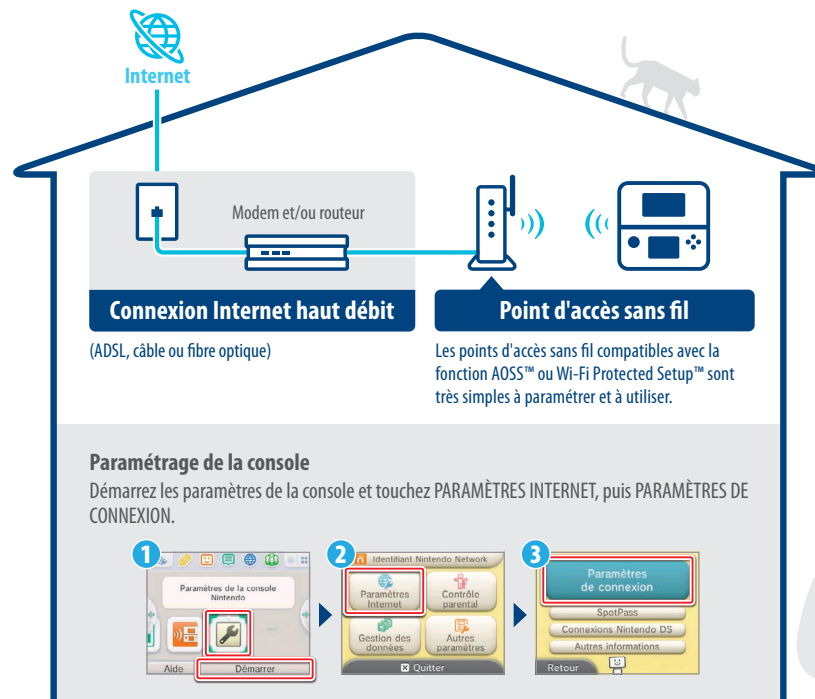 Internet
Modem et/ou routeur
Connexion Internet haut débit
(ADSL, câble ou fibre optique)
Point d'accès sans fil
Les points d'accès sans fil compatibles avec la
fonction AOSS™ ou Wi-Fi Protected Setup™ sont
très simples à paramétrer et à utiliser.
Paramétrage de la console
Démarrez les paramètres de la console et touchez PARAMÈTRES INTERNET, puis PARAMÈTRES DE
CONNEXION.
1
Paramètres de la console
Nintendo
Aide
Démarrer
2
Identifiant Nintendo Network
Paramètres
Internet
Contrôle
parental
Gestion des
données
Autres
paramètres
Quitter
3
Paramètres
de connexion
SpotPass
Connexions Nintendo DS
Autres informations
Retour